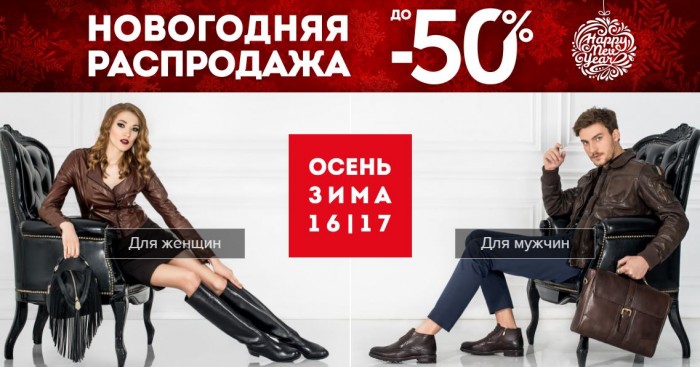 НОВОГОДНЯЯ
РАСПРОДАЖА
ДО
-50%
Happy
New
Year
ОСЕНЬ
ЗИМА
16|17
Для женщин
Для мужчин